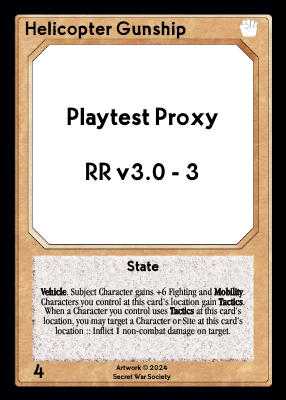 Helicopter Gunship
Playtest Proxy
RR v3.0 - 3
State
Vehicle. Subject Character gains +6 Fighting and Mobility.
Characters you control at this card's location gain Tactics.
When a Character you control uses Tactics at this card's
location, you may target a Character or Site at this card's
location :: Inflict 1 non-combat damage on target.
4
Artwork © 2024
Secret War Society